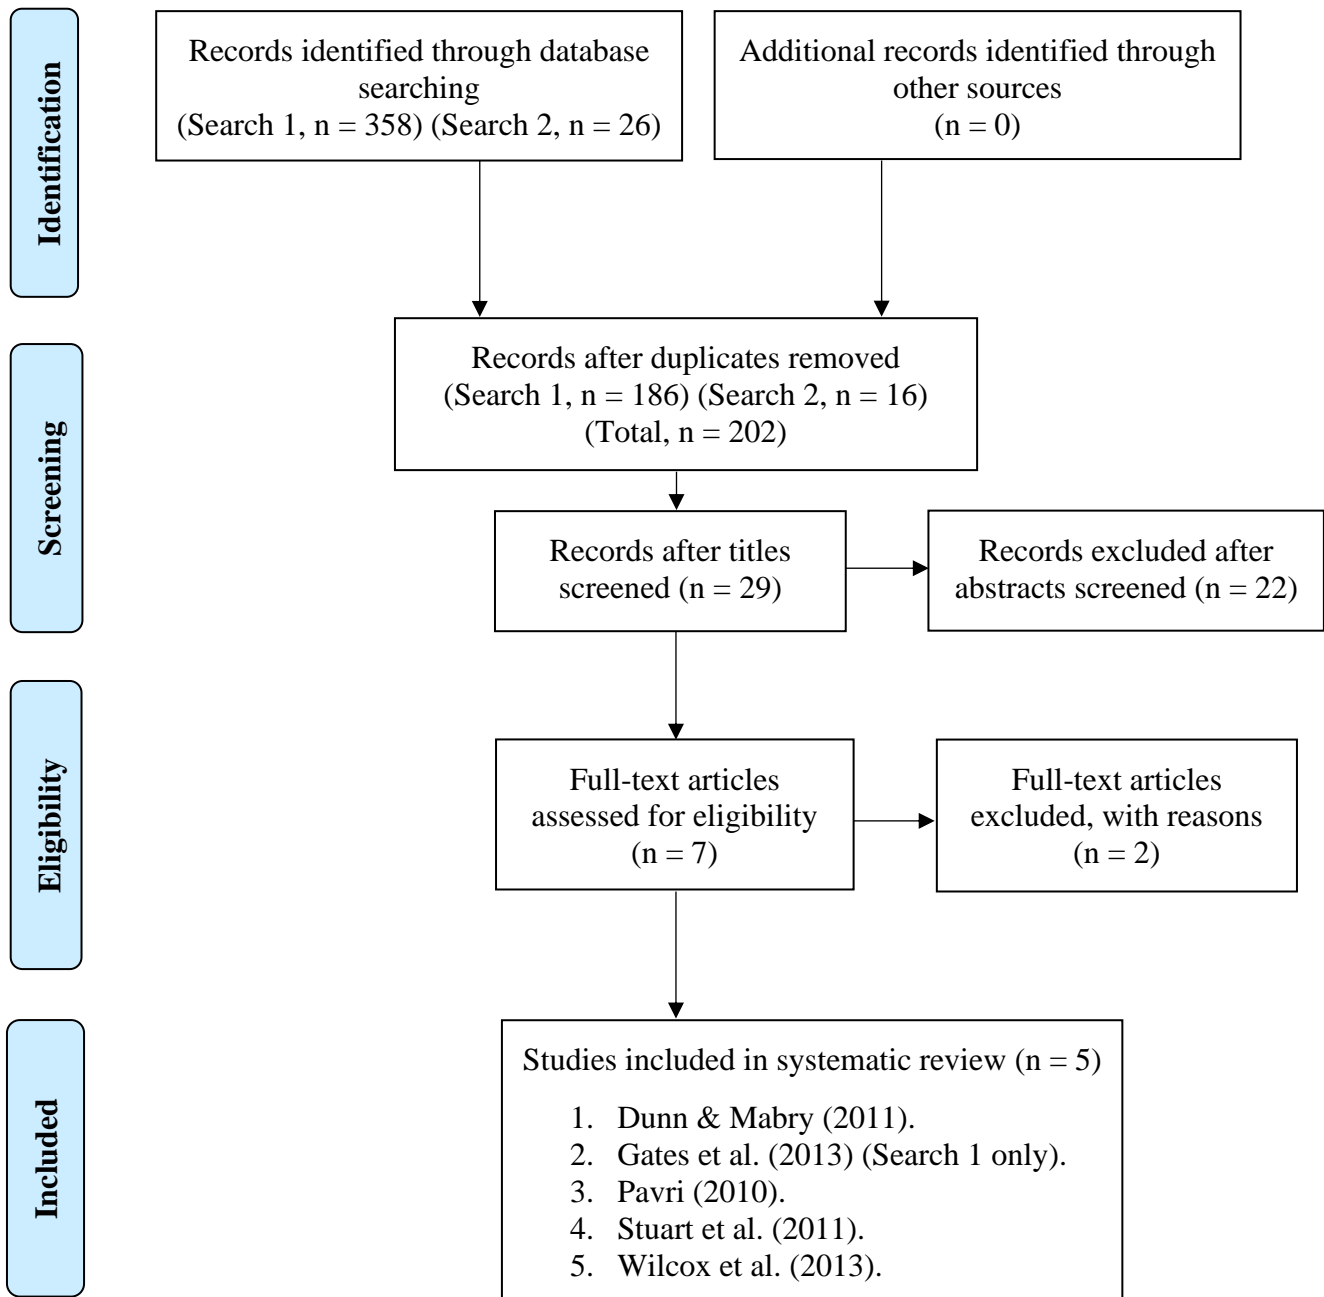 Identification
Records identified through database
searching
(Search 1, n = 358) (Search 2, n = 26)
Additional records identified through
other sources
(n = 0)
Screening
Records after duplicates removed
(Search 1, n = 186) (Search 2, n = 16)
(Total, n = 202)
Records after titles
screened (n = 29)
Records excluded after
abstracts screened (n = 22)
Eligibility
Full-text articles
assessed for eligibility
(n = 7)
Full-text articles
excluded, with reasons
(n = 2)
Included
Studies included in systematic review (n = 5)
1. Dunn & Mabry (2011).
2. Gates et al. (2013) (Search 1 only).
3. Pavri (2010).
4. Stuart et al. (2011).
5. Wilcox et al. (2013).